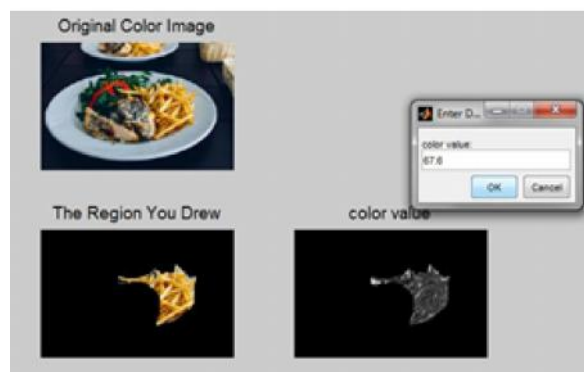 Original Color Image
Enter D...
color value:
67.6
OK
Cancel
The Region You Drew
color value